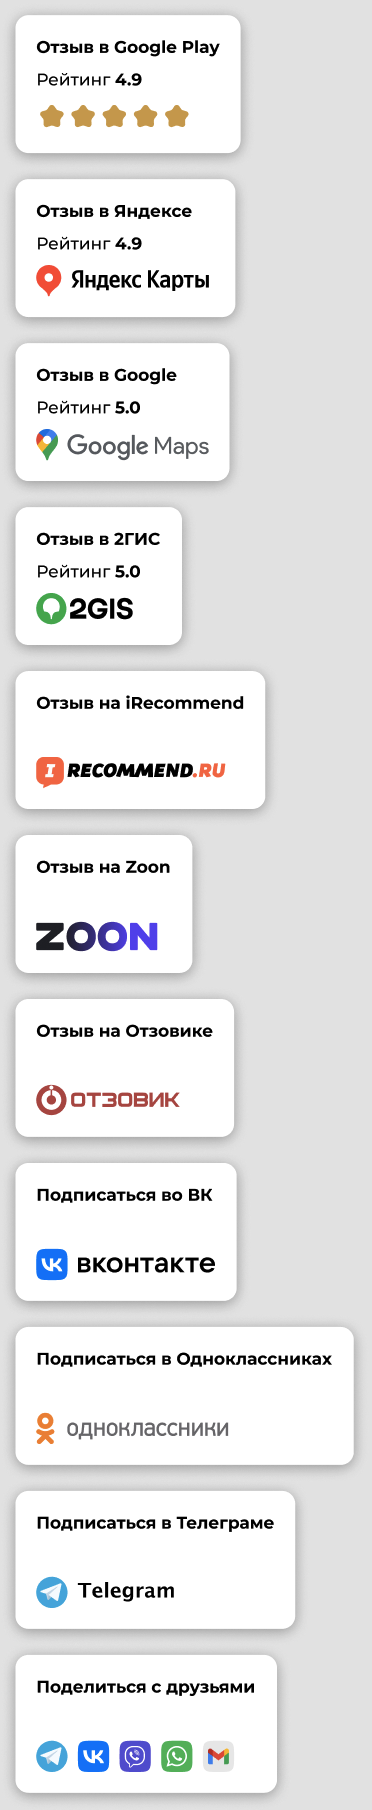 Отзыв в Google Play
Рейтинг 4.9
Отзыв в Яндексе
Рейтинг 4.9
Яндекс Карты
Отзыв в Google
Рейтинг 5.0
Google Maps
Отзыв в 2ГИС
Рейтинг 5.0
2GIS
Отзыв на iRecommend
I RECOMMEND.RU
Отзыв на Zoon
ZOON
Отзыв на Отзовике
ОТЗОВИК
Подписаться во ВК
вконтакте
Подписаться в Одноклассниках
одноклассники
Подписаться в Телеграме
Telegram
Поделиться с друзьями